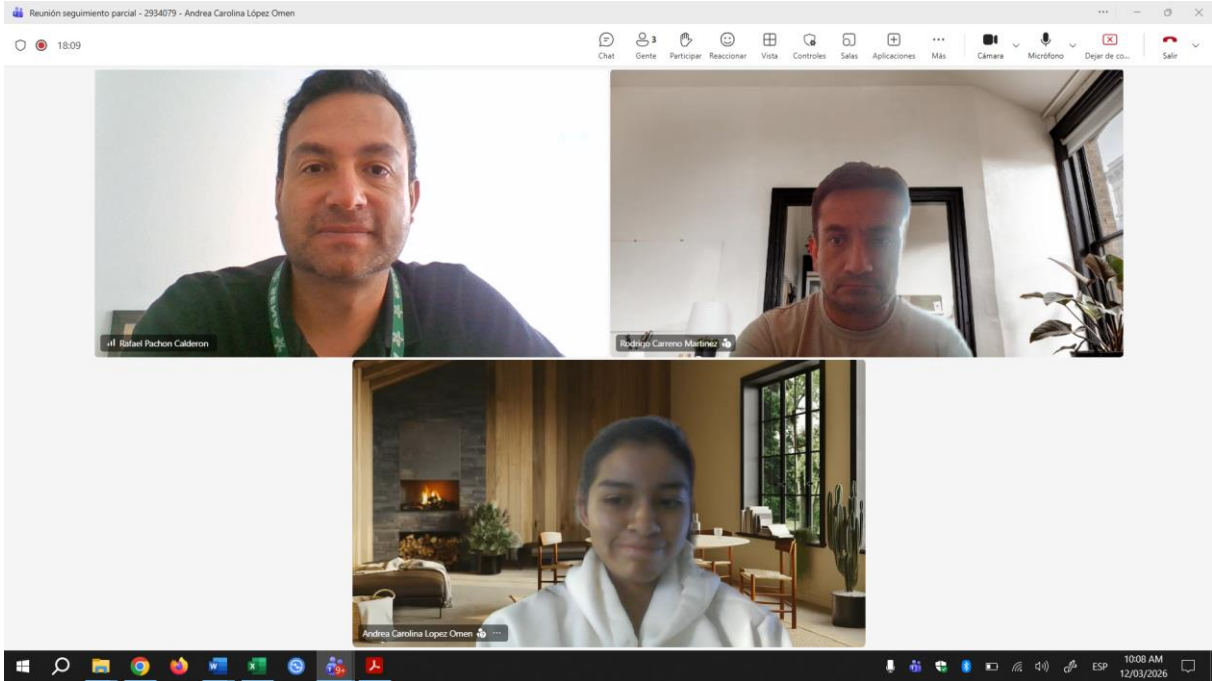 Reunión seguimiento parcial - 2934079 - Andrea Carolina López Omen
18:09
Chat
3
Gente
Participar
Reaccionar
Vista
Controles
Salas
Aplicaciones
Más
Cámara
Micrófono
Dejar de co...
Salir
Rafael Pachon Calderon
Rodrigo Carreno Martinez
Andrea Carolina Lopez Omen
ESP
10:08 AM
12/03/2026